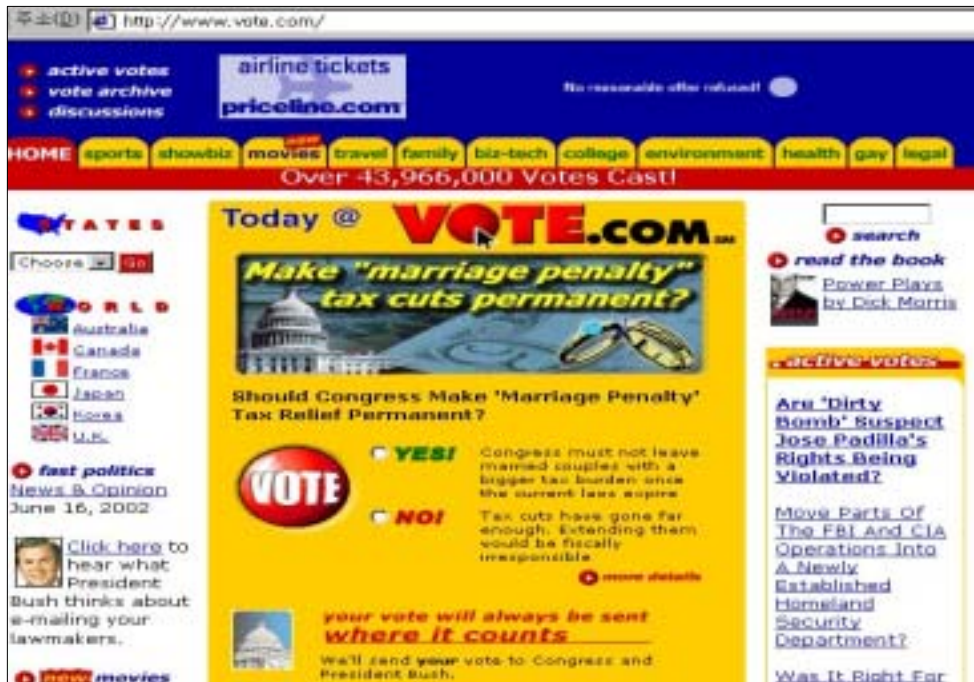 주소(D) http://www.vote.com/
active votes
vote archive
discussions
airline tickets
priceline.com
No reasonable offer refused!
HOME sports showbiz movies travel family biz-tech college environment health gay legal
new
Over 43,966,000 Votes Cast!
STATES
Choose Go
WORLD
Australia
Canada
France
Japan
Korea
U.K.
fast politics
News & Opinion
June 16, 2002
Click here to
hear what
President
Bush thinks about
e-mailing your
lawmakers.
new movies
Today @ VOTE.COM
Make "marriage penalty"
tax cuts permanent?
Should Congress Make 'Marriage Penalty'
Tax Relief Permanent?
VOTE
YES! Congress must not leave
married couples with a
bigger tax burden once
the current laws expire
NO! Tax cuts have gone far
enough. Extending them
would be fiscally
irresponsible
more details
your vote will always be sent
where it counts
We'll send your vote to Congress and
President Bush.
search
read the book
Power Plays
by Dick Morris
active votes
Are 'Dirty
Bomb' Suspect
Jose Padilla's
Rights Being
Violated?
Move Parts Of
The FBI And CIA
Operations Into
A Newly
Established
Homeland
Security
Department?
Was It Right For